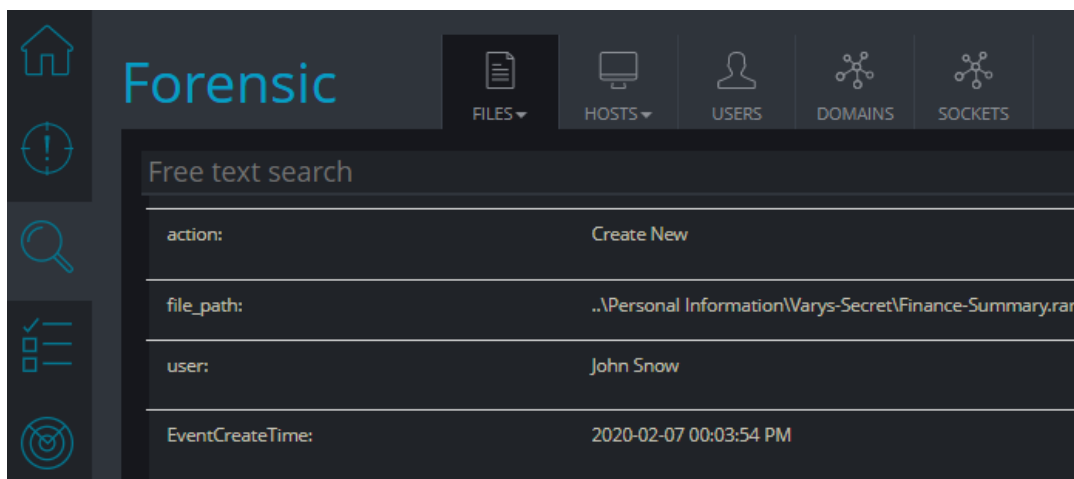 Forensic
FILES
HOSTS
USERS
DOMAINS
SOCKETS
Free text search
action: Create New
file_path: ..\Personal Information\Varys-Secret\Finance-Summary.rar
user: John Snow
EventCreateTime: 2020-02-07 00:03:54 PM